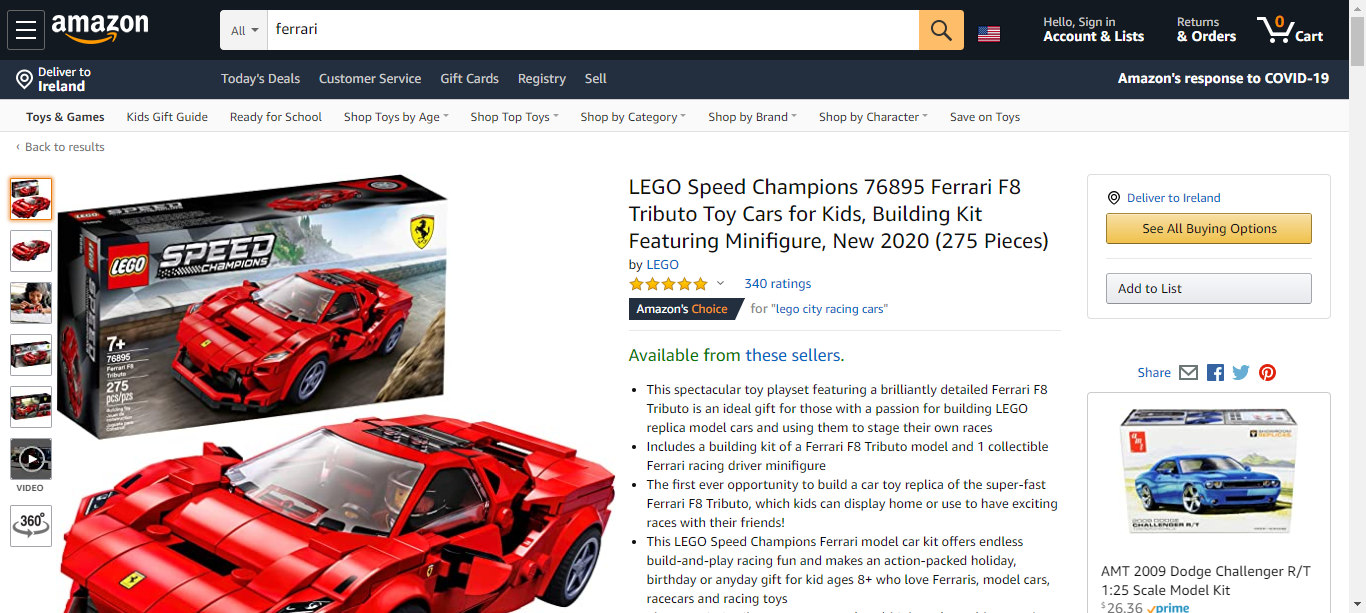 amazon
All
ferrari
Hello, Sign in
Account & Lists
Returns
& Orders
0
Cart
Deliver to
Ireland
Today's Deals
Customer Service
Gift Cards
Registry
Sell
Amazon's response to COVID-19
Toys & Games
Kids Gift Guide
Ready for School
Shop Toys by Age
Shop Top Toys
Shop by Category
Shop by Brand
Shop by Character
Save on Toys
‹ Back to results
VIDEO
360°
SPEED
CHAMPIONS
LEGO
SPEED
CHAMPIONS
7+
76895
Ferrari F8
Tributo
275
pcs/pzs
LEGO Speed Champions 76895 Ferrari F8
Tributo Toy Cars for Kids, Building Kit
Featuring Minifigure, New 2020 (275 Pieces)
by LEGO
340 ratings
Amazon's Choice for "lego city racing cars"
Available from these sellers.
• This spectacular toy playset featuring a brilliantly detailed Ferrari F8
Tributo is an ideal gift for those with a passion for building LEGO
replica model cars and using them to stage their own races
• Includes a building kit of a Ferrari F8 Tributo model and 1 collectible
Ferrari racing driver minifigure
• The first ever opportunity to build a car toy replica of the super-fast
Ferrari F8 Tributo, which kids can display home or use to have exciting
races with their friends!
• This LEGO Speed Champions Ferrari model car kit offers endless
build-and-play racing fun and makes an action-packed holiday,
birthday or anyday gift for kid ages 8+ who love Ferraris, model cars,
racecars and racing toys
Deliver to Ireland
See All Buying Options
Add to List
Share
amt
SHOWROOM
REPLICAS
2009 DODGE
CHALLENGER R/T
AMT 2009 Dodge Challenger R/T
1:25 Scale Model Kit
$26.36 prime